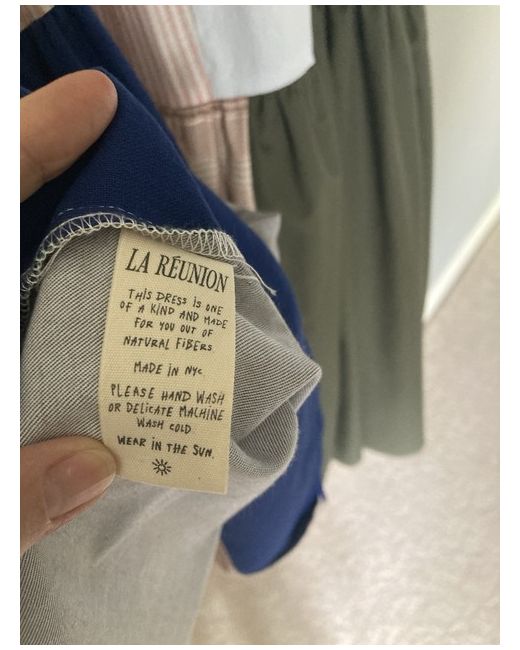 LA RÉUNION
THIS DRESS IS ONE
OF A KIND AND MADE
FOR YOU OUT OF
NATURAL FIBERS
MADE IN NYC
PLEASE HAND WASH
OR DELICATE MACHINE
WASH COLD
WEAR IN THE SUN.